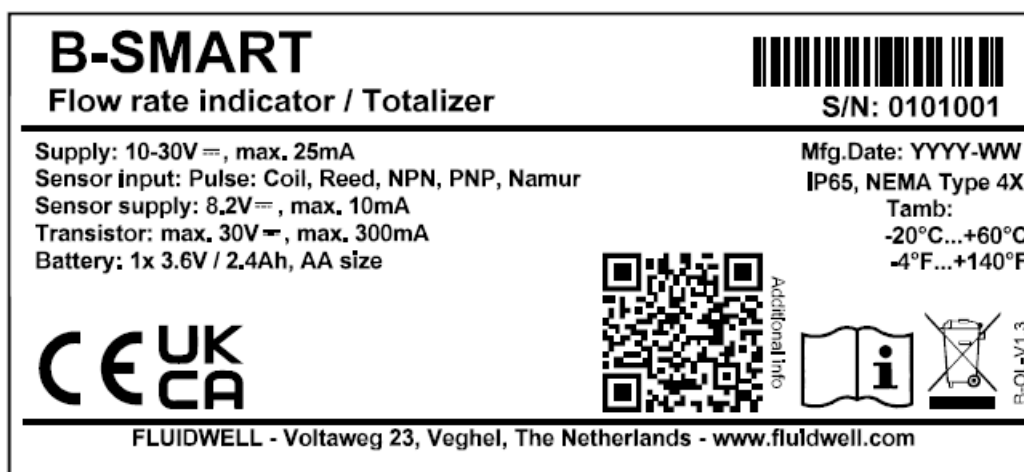 B-SMART
Flow rate indicator / Totalizer
S/N: 0101001
Supply: 10-30V ⎓, max. 25mA
Sensor input: Pulse: Coil, Reed, NPN, PNP, Namur
Sensor supply: 8.2V⎓, max. 10mA
Transistor: max. 30V⎓, max. 300mA
Battery: 1x 3.6V / 2.4Ah, AA size
Mfg.Date: YYYY-WW
IP65, NEMA Type 4X
Tamb:
-20°C...+60°C
-4°F...+140°F
Additional info
CE
UK
CA
i
FLUIDWELL - Voltaweg 23, Veghel, The Netherlands - www.fluidwell.com